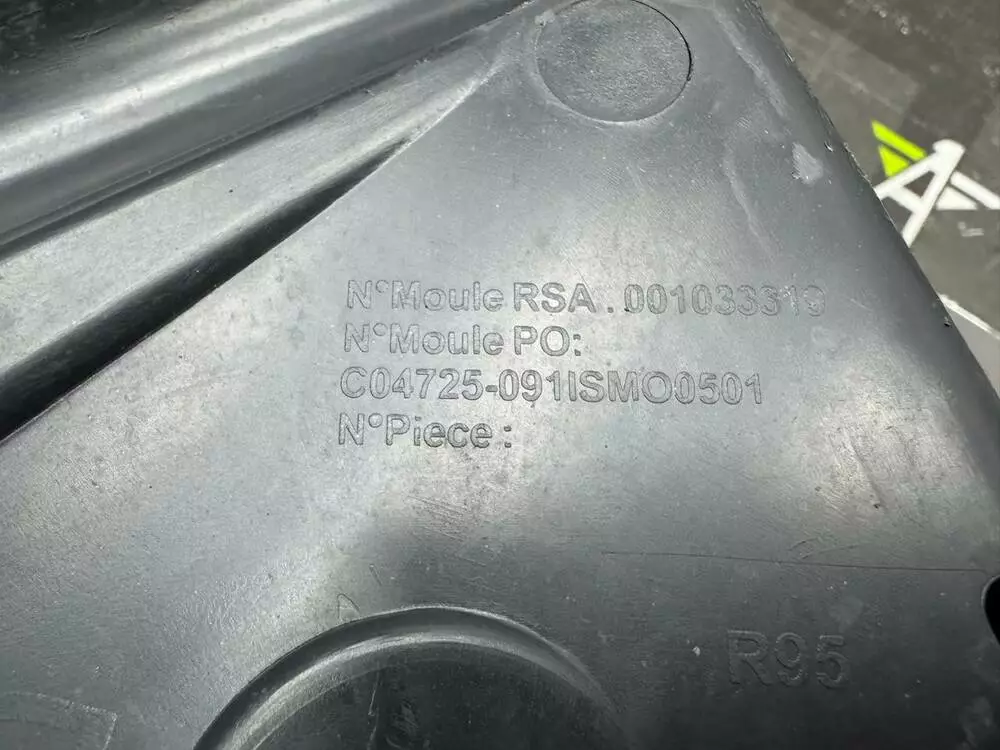 N°Moule RSA . 001033319
N°Moule PO:
C04725-091ISMO0501
N°Piece :
R95